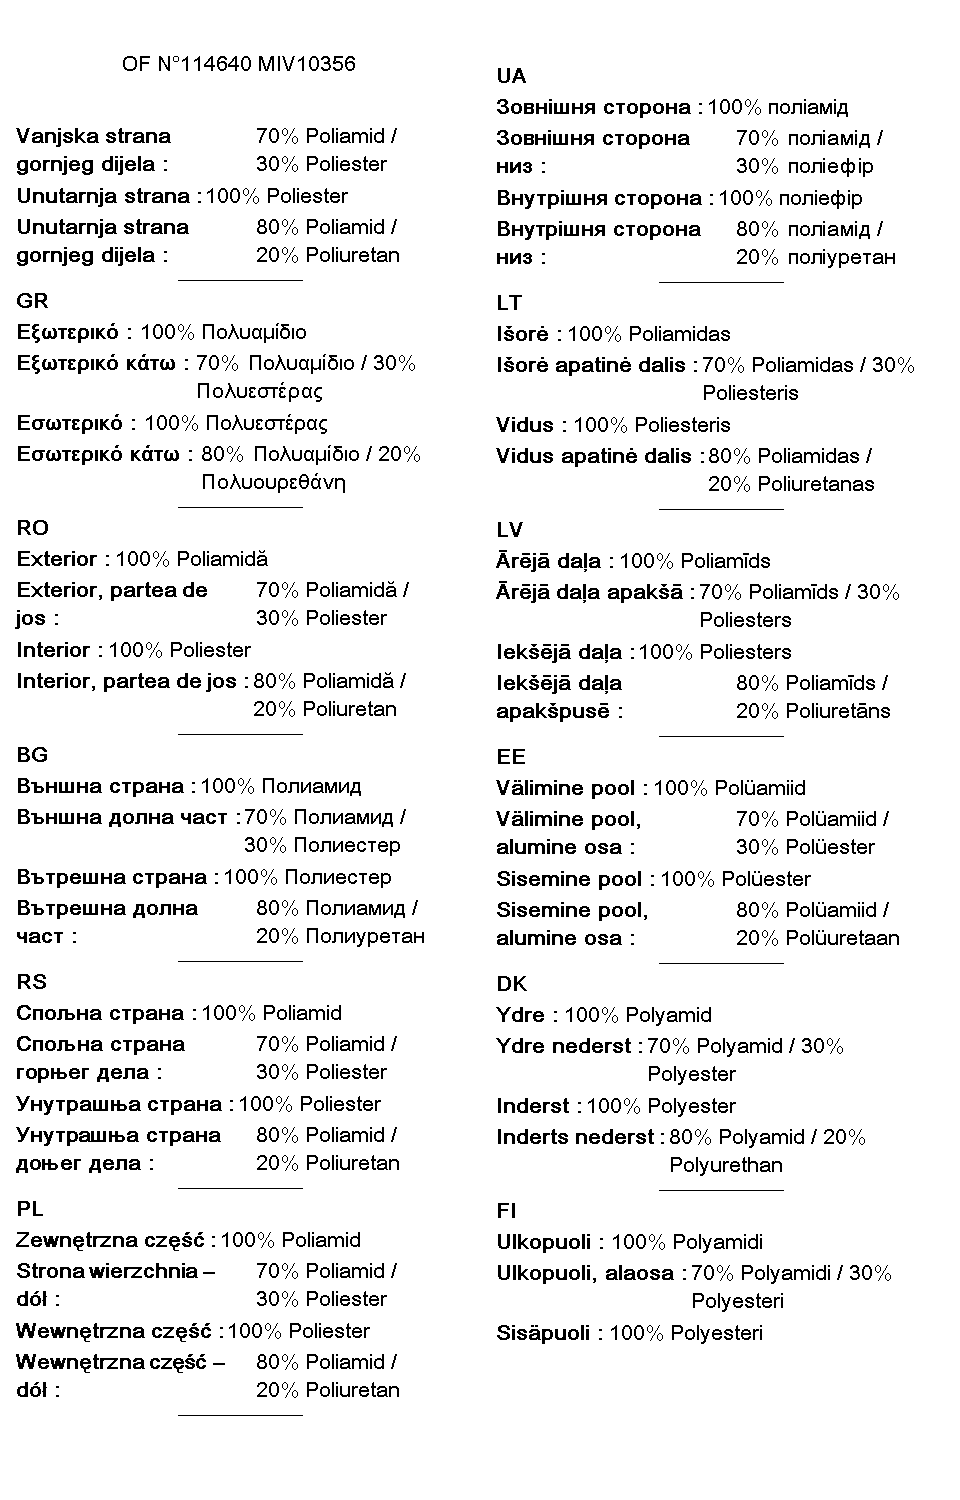 OF N°114640 MIV10356
Vanjska strana 70% Poliamid /
gornjeg dijela : 30% Poliester
Unutarnja strana : 100% Poliester
Unutarnja strana 80% Poliamid /
gornjeg dijela : 20% Poliuretan
GR
Εξωτερικό : 100% Πολυαμίδιο
Εξωτερικό κάτω : 70% Πολυαμίδιο / 30%
Πολυεστέρας
Εσωτερικό : 100% Πολυεστέρας
Εσωτερικό κάτω : 80% Πολυαμίδιο / 20%
Πολυουρεθάνη
RO
Exterior : 100% Poliamidă
Exterior, partea de 70% Poliamidă /
jos : 30% Poliester
Interior : 100% Poliester
Interior, partea de jos : 80% Poliamidă /
20% Poliuretan
BG
Външна страна : 100% Полиамид
Външна долна част : 70% Полиамид /
30% Полиестер
Вътрешна страна : 100% Полиестер
Вътрешна долна 80% Полиамид /
част : 20% Полиуретан
RS
Спољна страна : 100% Poliamid
Спољна страна 70% Poliamid /
горњег дела : 30% Poliester
Унутрашња страна : 100% Poliester
Унутрашња страна 80% Poliamid /
доњег дела : 20% Poliuretan
PL
Zewnętrzna część : 100% Poliamid
Strona wierzchnia – 70% Poliamid /
dół : 30% Poliester
Wewnętrzna część : 100% Poliester
Wewnętrzna część – 80% Poliamid /
dół : 20% Poliuretan
UA
Зовнішня сторона : 100% поліамід
Зовнішня сторона 70% поліамід /
низ : 30% поліефір
Внутрішня сторона : 100% поліефір
Внутрішня сторона 80% поліамід /
низ : 20% поліуретан
LT
Išorė : 100% Poliamidas
Išorė apatinė dalis : 70% Poliamidas / 30%
Poliesteris
Vidus : 100% Poliesteris
Vidus apatinė dalis : 80% Poliamidas /
20% Poliuretanas
LV
Ārējā daļa : 100% Poliamīds
Ārējā daļa apakšā : 70% Poliamīds / 30%
Poliesters
Iekšējā daļa : 100% Poliesters
Iekšējā daļa 80% Poliamīds /
apakšpusē : 20% Poliuretāns
EE
Välimine pool : 100% Polüamiid
Välimine pool, 70% Polüamiid /
alumine osa : 30% Polüester
Sisemine pool : 100% Polüester
Sisemine pool, 80% Polüamiid /
alumine osa : 20% Polüuretaan
DK
Ydre : 100% Polyamid
Ydre nederst : 70% Polyamid / 30%
Polyester
Inderst : 100% Polyester
Inderts nederst : 80% Polyamid / 20%
Polyurethan
FI
Ulkopuoli : 100% Polyamidi
Ulkopuoli, alaosa : 70% Polyamidi / 30%
Polyesteri
Sisäpuoli : 100% Polyesteri